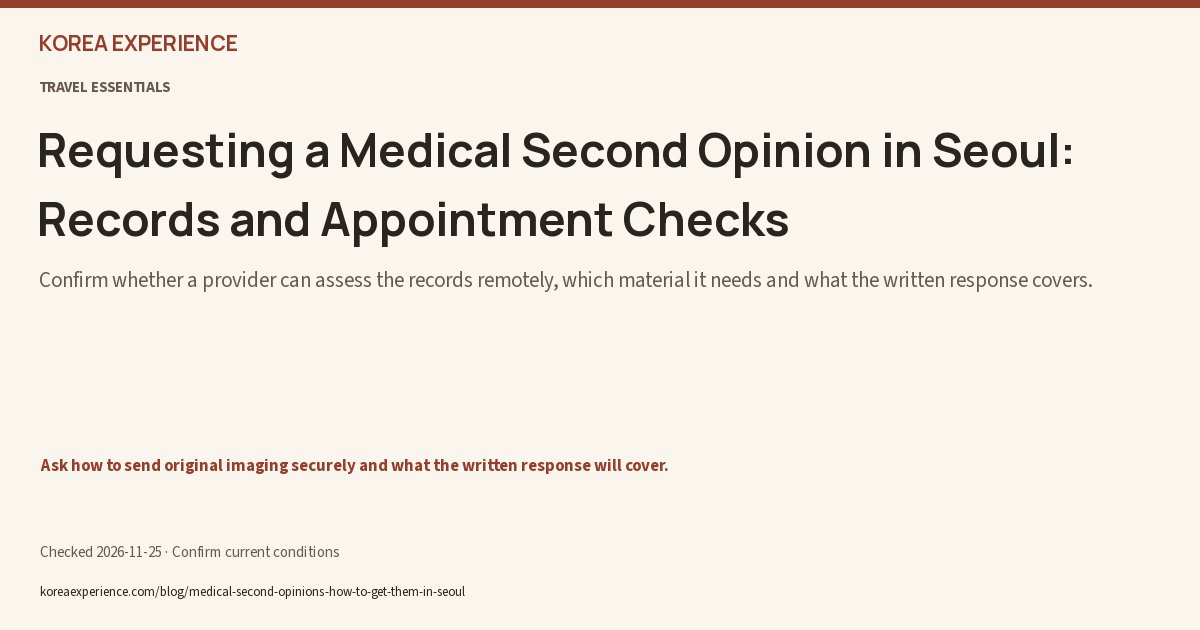 KOREA EXPERIENCE
TRAVEL ESSENTIALS
Requesting a Medical Second Opinion in Seoul:
Records and Appointment Checks
Confirm whether a provider can assess the records remotely, which material it needs and what the written response covers.
Ask how to send original imaging securely and what the written response will cover.
Checked 2026-11-25 · Confirm current conditions
koreaexperience.com/blog/medical-second-opinions-how-to-get-them-in-seoul